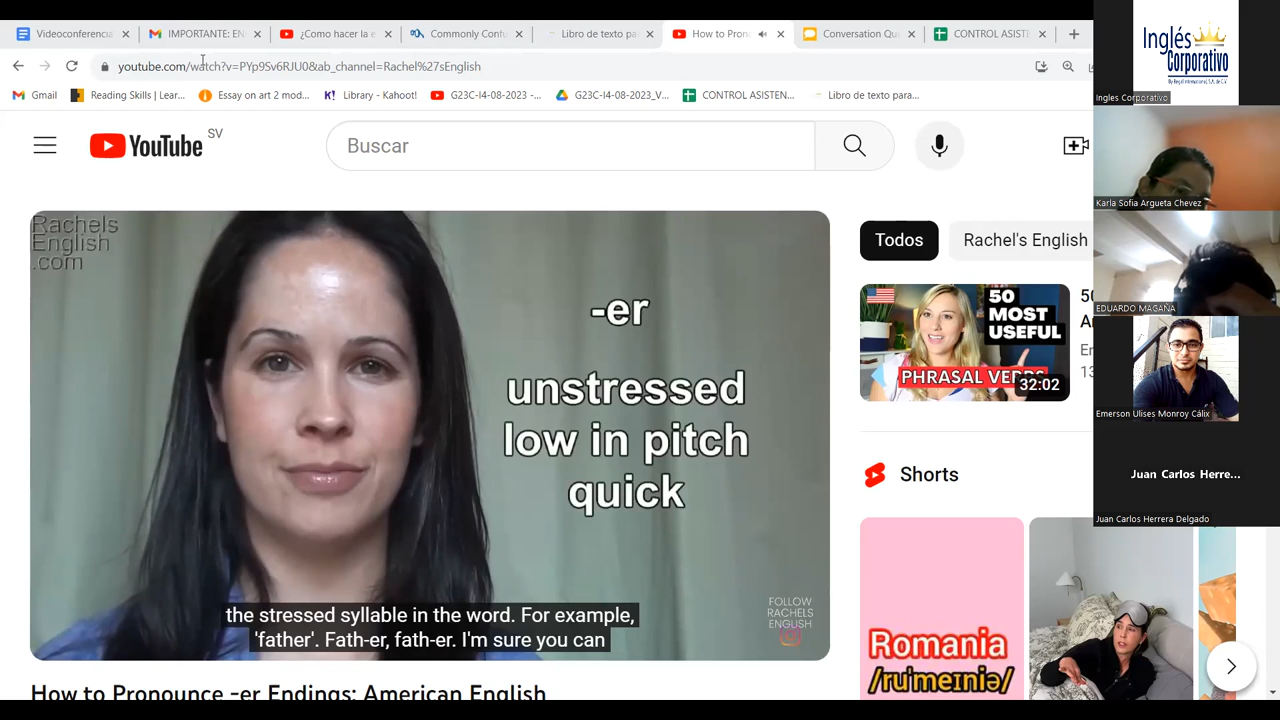 Videoconferencia
IMPORTANTE: EN
¿Como hacer la e
Commonly Confu
Libro de texto pa
How to Pron
Conversation Qu
CONTROL ASISTE
youtube.com/watch?v=PYp9Sv6RJU0&ab_channel=Rachel%27sEnglish
Gmail
Reading Skills | Lear...
Essay on art 2 mod...
Library - Kahoot!
G23C-I4-08-2023 -...
G23C-I4-08-2023_V...
CONTROL ASISTEN...
Libro de texto para...
YouTube
SV
Buscar
Rachels
English
.com
-er
unstressed
low in pitch
quick
the stressed syllable in the word. For example,
'father'. Fath-er, fath-er. I'm sure you can
FOLLOW
RACHELS
ENGLISH
How to Pronounce -er Endings: American English
Todos
Rachel's English
50
MOST
USEFUL
PHRASAL VERBS
32:02
Shorts
Romania
/ruˈmeɪniə/
Inglés
Corporativo
Ingles Corporativo
Karla Sofia Argueta Chevez
EDUARDO MAGAÑA
Emerson Ulises Monroy Cálix
Juan Carlos Herre...
Juan Carlos Herrera Delgado